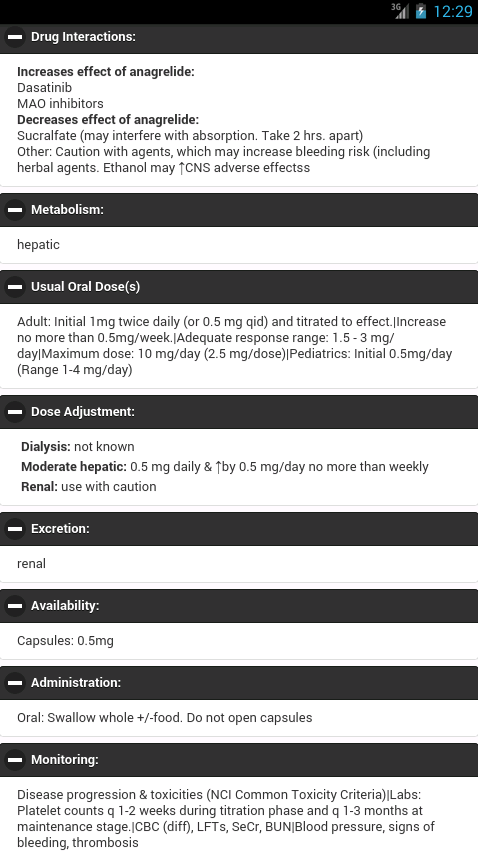 3G 12:29
Drug Interactions:
Increases effect of anagrelide:
Dasatinib
MAO inhibitors
Decreases effect of anagrelide:
Sucralfate (may interfere with absorption. Take 2 hrs. apart)
Other: Caution with agents, which may increase bleeding risk (including
herbal agents. Ethanol may ↑CNS adverse effectss
Metabolism:
hepatic
Usual Oral Dose(s)
Adult: Initial 1mg twice daily (or 0.5 mg qid) and titrated to effect.|Increase
no more than 0.5mg/week.|Adequate response range: 1.5 - 3 mg/
day|Maximum dose: 10 mg/day (2.5 mg/dose)|Pediatrics: Initial 0.5mg/day
(Range 1-4 mg/day)
Dose Adjustment:
Dialysis: not known
Moderate hepatic: 0.5 mg daily & ↑by 0.5 mg/day no more than weekly
Renal: use with caution
Excretion:
renal
Availability:
Capsules: 0.5mg
Administration:
Oral: Swallow whole +/-food. Do not open capsules
Monitoring:
Disease progression & toxicities (NCI Common Toxicity Criteria)|Labs:
Platelet counts q 1-2 weeks during titration phase and q 1-3 months at
maintenance stage.|CBC (diff), LFTs, SeCr, BUN|Blood pressure, signs of
bleeding, thrombosis